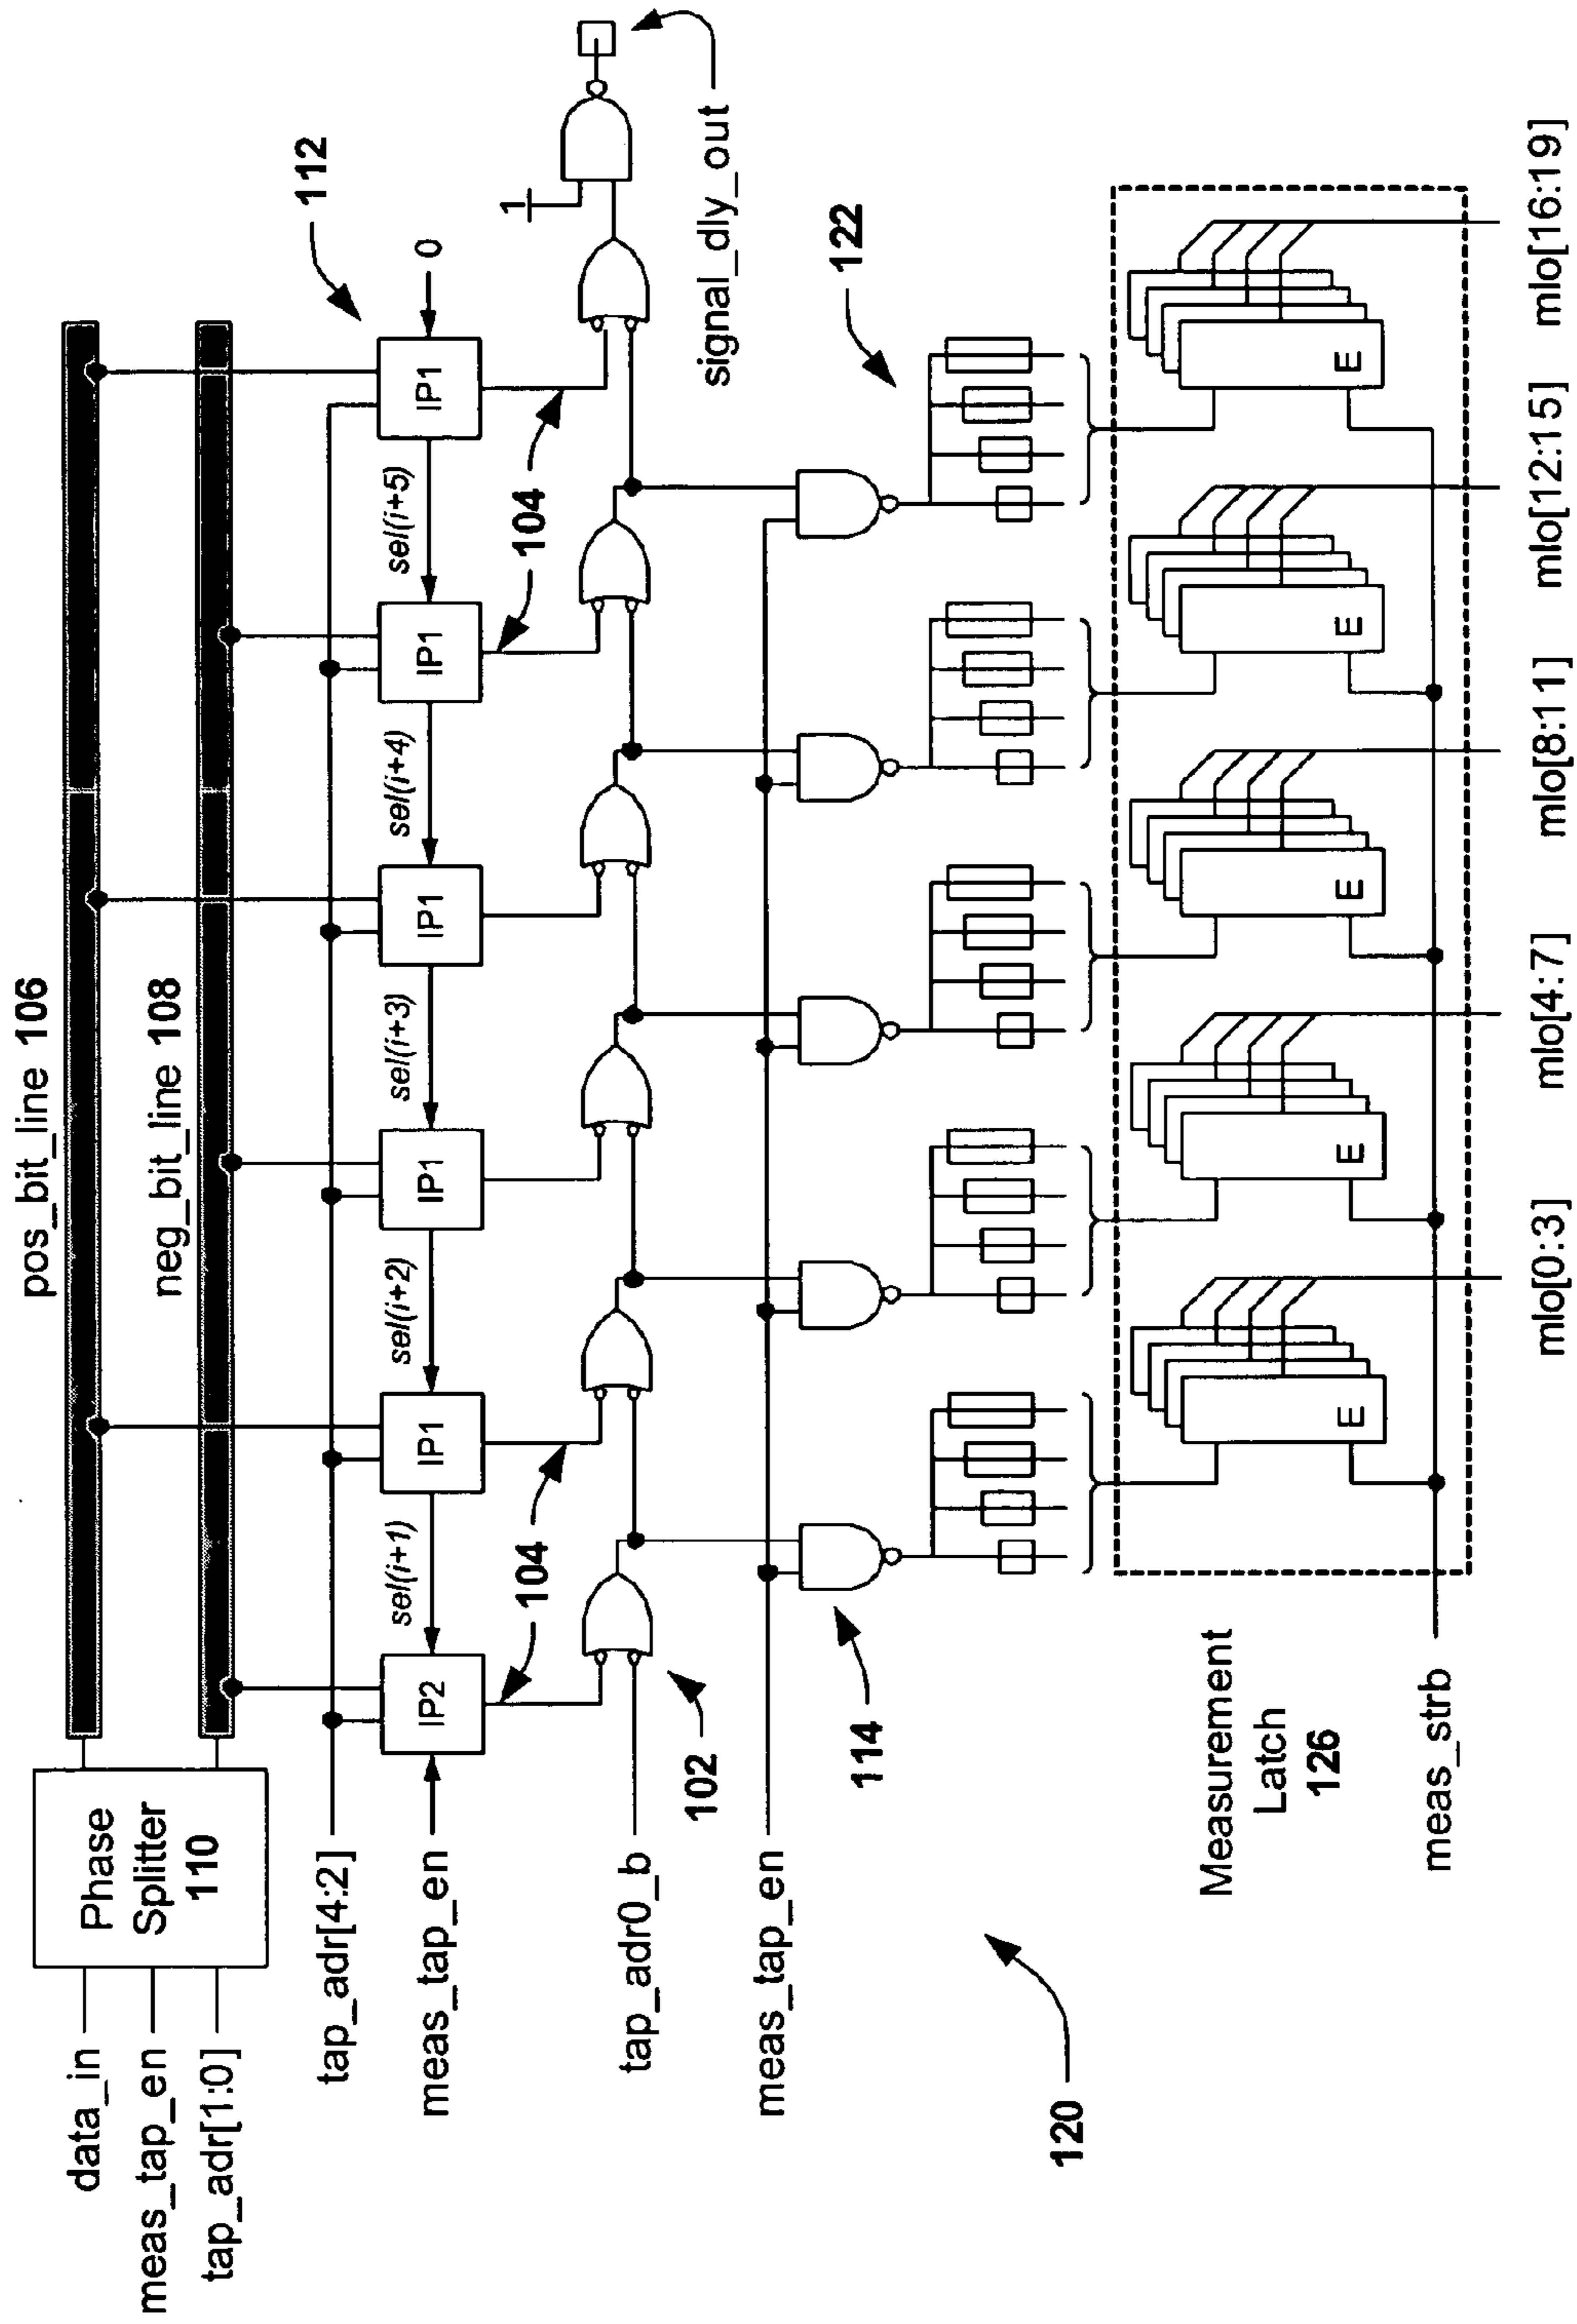 pos_bit_line 106
neg_bit_line 108
Phase
Splitter
110
data_in
meas_tap_en
tap_adr[1:0]
112
tap_adr[4:2]
meas_tap_en
IP2
sel(i+1)
IP1
sel(i+2)
IP1
sel(i+3)
IP1
sel(i+4)
IP1
sel(i+5)
IP1
0
104
104
1
tap_adr0_b
102
signal_dly_out
meas_tap_en
114
122
120
Measurement
Latch
126
E
E
E
E
E
meas_strb
mlo[0:3]
mlo[4:7]
mlo[8:11]
mlo[12:15]
mlo[16:19]